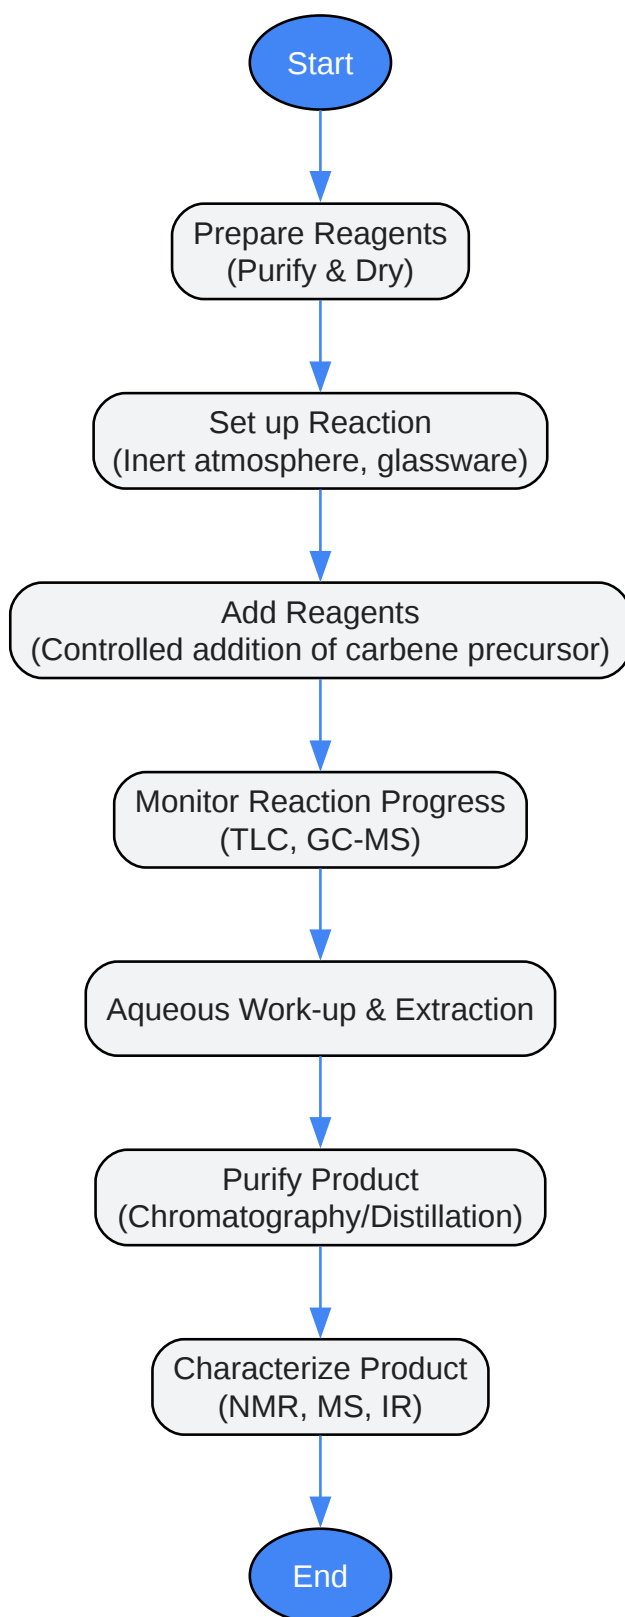 Start
Prepare Reagents
(Purify & Dry)
Set up Reaction
(Inert atmosphere, glassware)
Add Reagents
(Controlled addition of carbene precursor)
Monitor Reaction Progress
(TLC, GC-MS)
Aqueous Work-up & Extraction
Purify Product
(Chromatography/Distillation)
Characterize Product
(NMR, MS, IR)
End